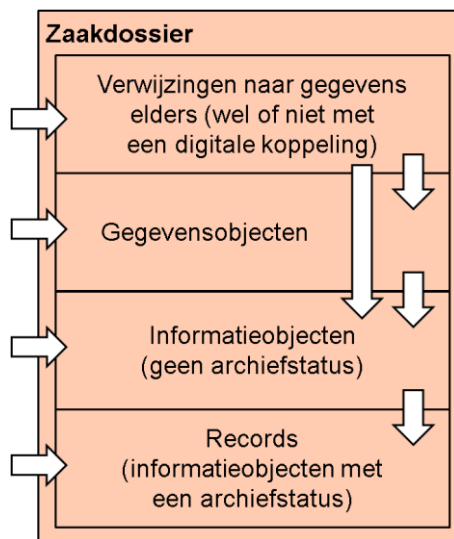 Zaakdossier
Verwijzingen naar gegevens
elders (wel of niet met
een digitale koppeling)
Gegevensobjecten
Informatieobjecten
(geen archiefstatus)
Records
(informatieobjecten met
een archiefstatus)